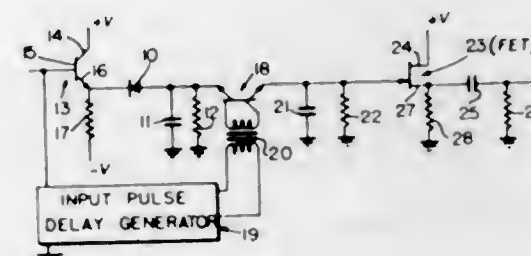 +V
+V
14
15
16
10
18
24
23 (FET)
13
17
11
12
21
22
27
25
28
20
-V
INPUT PULSE
DELAY GENERATOR
19